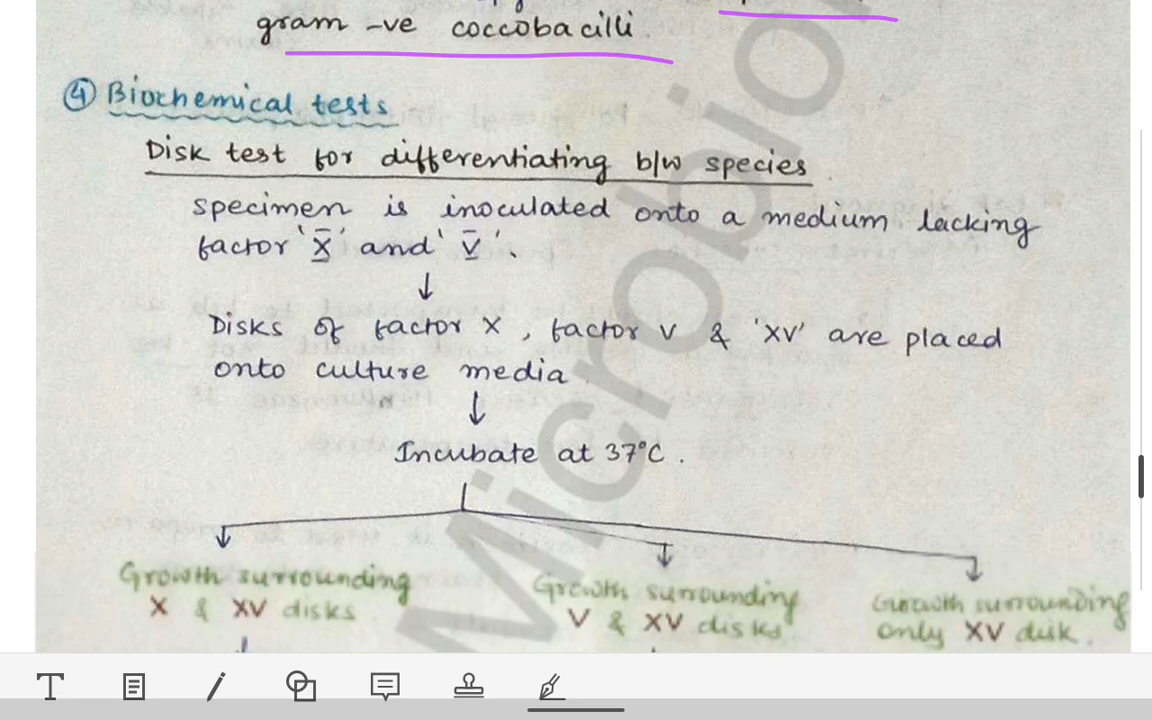 gram -ve coccobacilli.
④ Biochemical tests
Disk test for differentiating b/w species
Specimen is inoculated onto a medium lacking
factor 'X' and 'V'.
↓
Disks of factor X, factor V & 'XV' are placed
onto culture media.
↓
Incubate at 37°C.
Growth surrounding
X & XV disks
Growth surrounding
V & XV disks
Growth surrounding
only XV disk.
Microbio
T